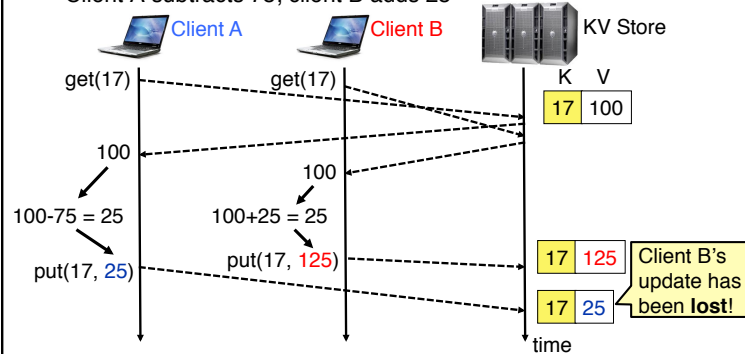 Client A subtracts 75, client B adds 25
Client A
Client B
KV Store
get(17)
get(17)
K V
17 100
100
100
100-75 = 25
100+25 = 25
put(17, 25)
put(17, 125)
17 125
17 25
Client B's
update has
been lost!
time